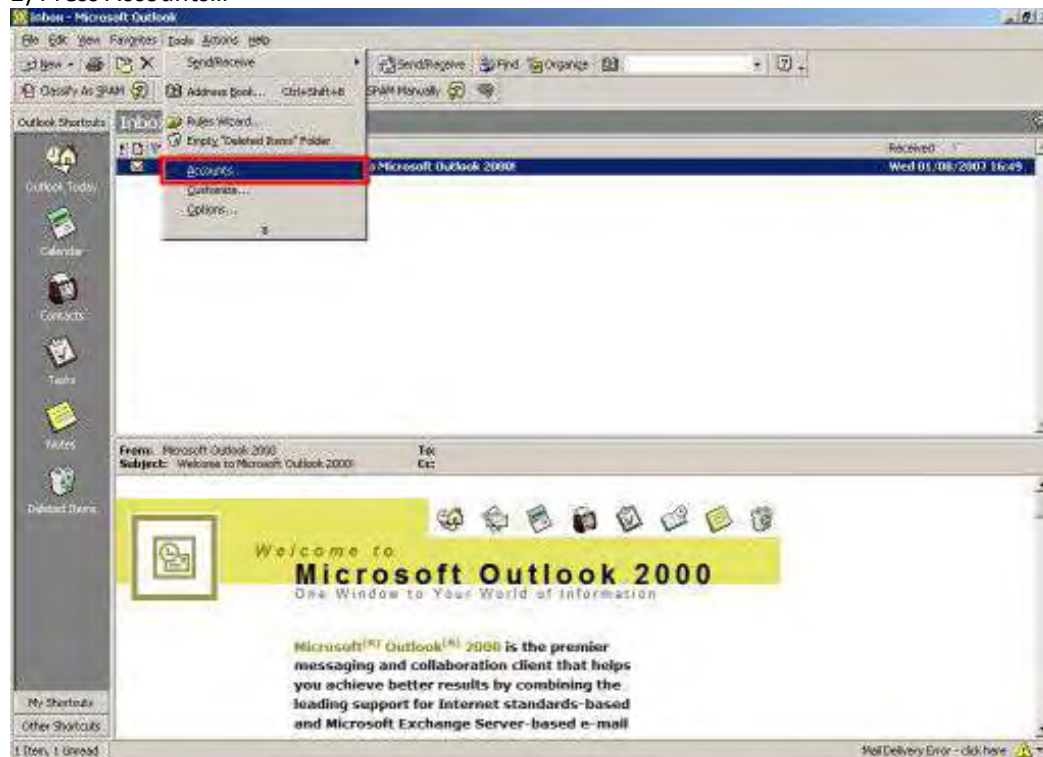 2) Press Accounts...
Inbox - Microsoft Outlook
File Edit View Favorites Tools Actions Help
New Send/Receive Send/Receive Find Organize
Classify As SPAM Address Book... Ctrl+Shift+B SPAM Manually
Outlook Shortcuts Inbo Rules Wizard...
Empty "Deleted Items" Folder Received
Accounts... o Microsoft Outlook 2000! Wed 01/08/2007 16:49
Outlook Today Customize...
Options...
Calendar
Contacts
Tasks
Notes
From: Microsoft Outlook 2000 To:
Subject: Welcome to Microsoft Outlook 2000! Cc:
Deleted Items
Welcome to
Microsoft Outlook 2000
One Window to Your World of Information
Microsoft(R) Outlook(R) 2000 is the premier
messaging and collaboration client that helps
you achieve better results by combining the
My Shortcuts leading support for Internet standards-based
Other Shortcuts and Microsoft Exchange Server-based e-mail
1 Item, 1 Unread Mail Delivery Error - click here